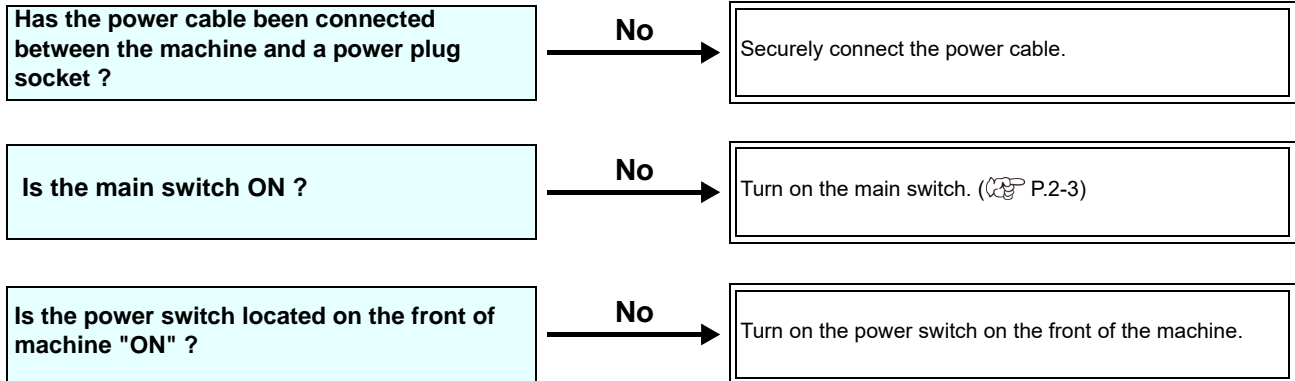 Has the power cable been connected
between the machine and a power plug
socket ?
No
Securely connect the power cable.
Is the main switch ON ?
No
Turn on the main switch. ( P.2-3)
Is the power switch located on the front of
machine "ON" ?
No
Turn on the power switch on the front of the machine.